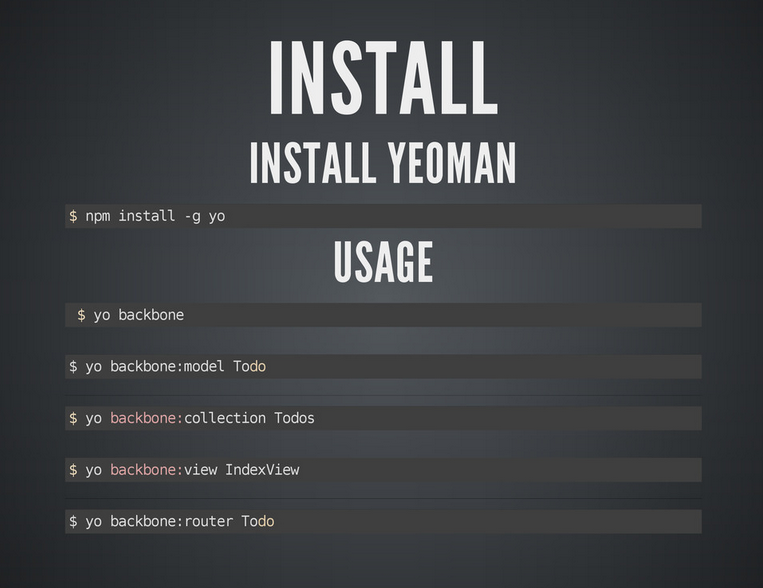 INSTALL
INSTALL YEOMAN
$ npm install -g yo
USAGE
$ yo backbone
$ yo backbone:model Todo
$ yo backbone:collection Todos
$ yo backbone:view IndexView
$ yo backbone:router Todo